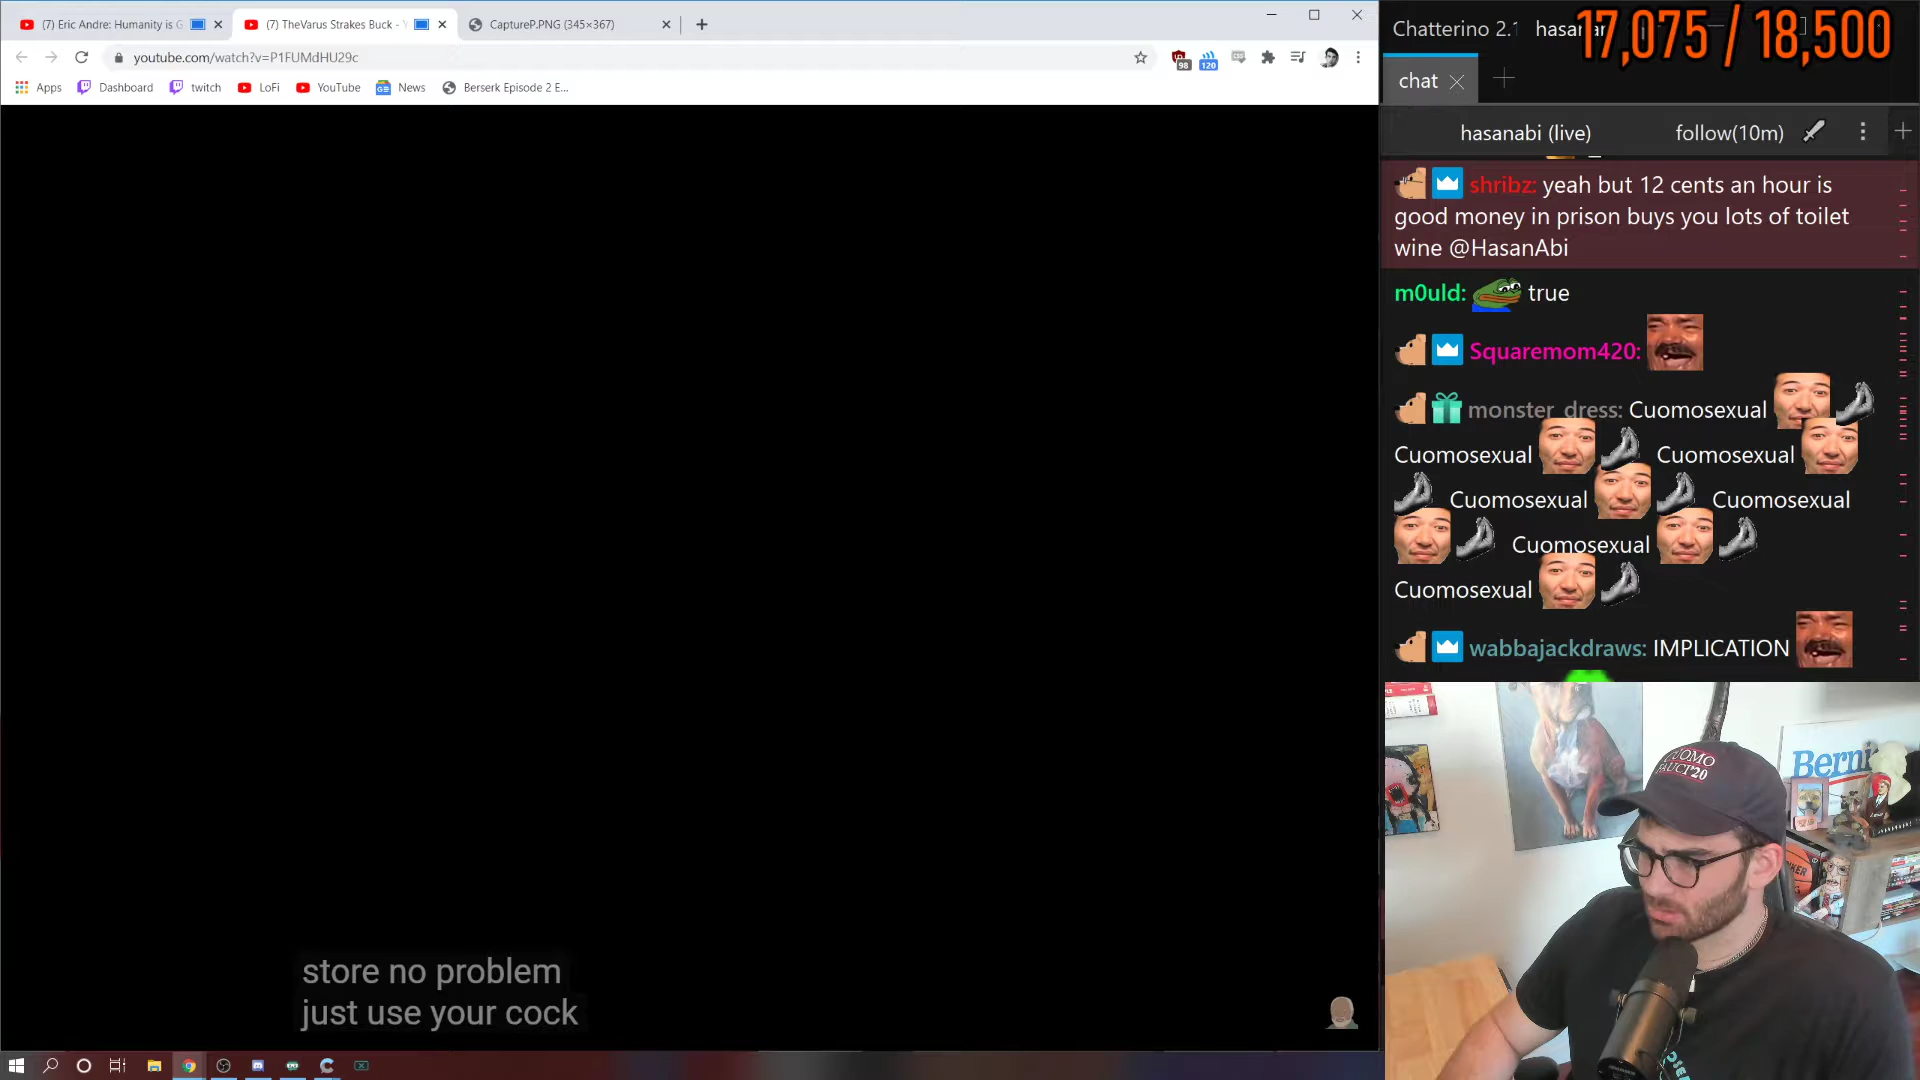 (7) Eric Andre: Humanity is G
(7) TheVarus Strakes Buck - Y
CaptureP.PNG (345×367)
youtube.com/watch?v=P1FUMdHU29c
98
120
Apps
Dashboard
twitch
LoFi
YouTube
News
Berserk Episode 2 E...
store no problem
just use your cock
Chatterino 2.1
hasanabi
17,075 / 18,500
chat
hasanabi (live)
follow(10m)
shribz: yeah but 12 cents an hour is
good money in prison buys you lots of toilet
wine @HasanAbi
m0uld: true
Squaremom420:
monster_dress: Cuomosexual
Cuomosexual Cuomosexual
Cuomosexual Cuomosexual
Cuomosexual
Cuomosexual
wabbajackdraws: IMPLICATION
CUOMO
FAUCI'20
Berni